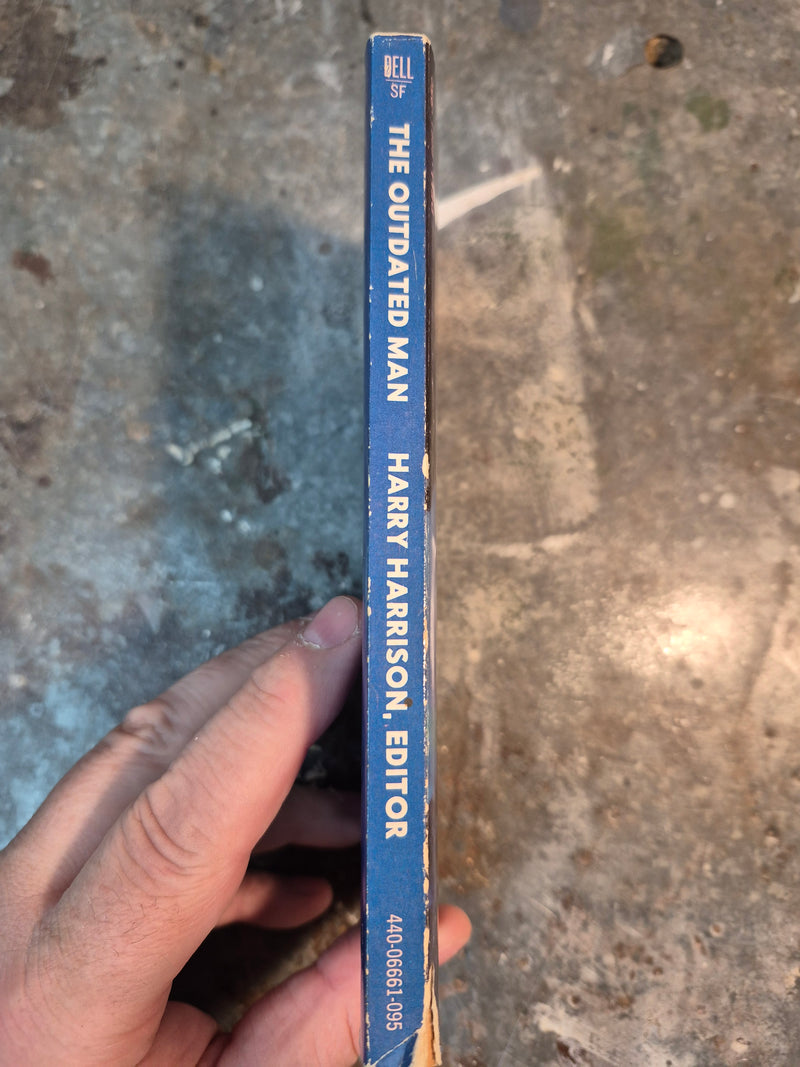 DELL
SF
THE OUTDATED MAN HARRY HARRISON, EDITOR
440-06661-095